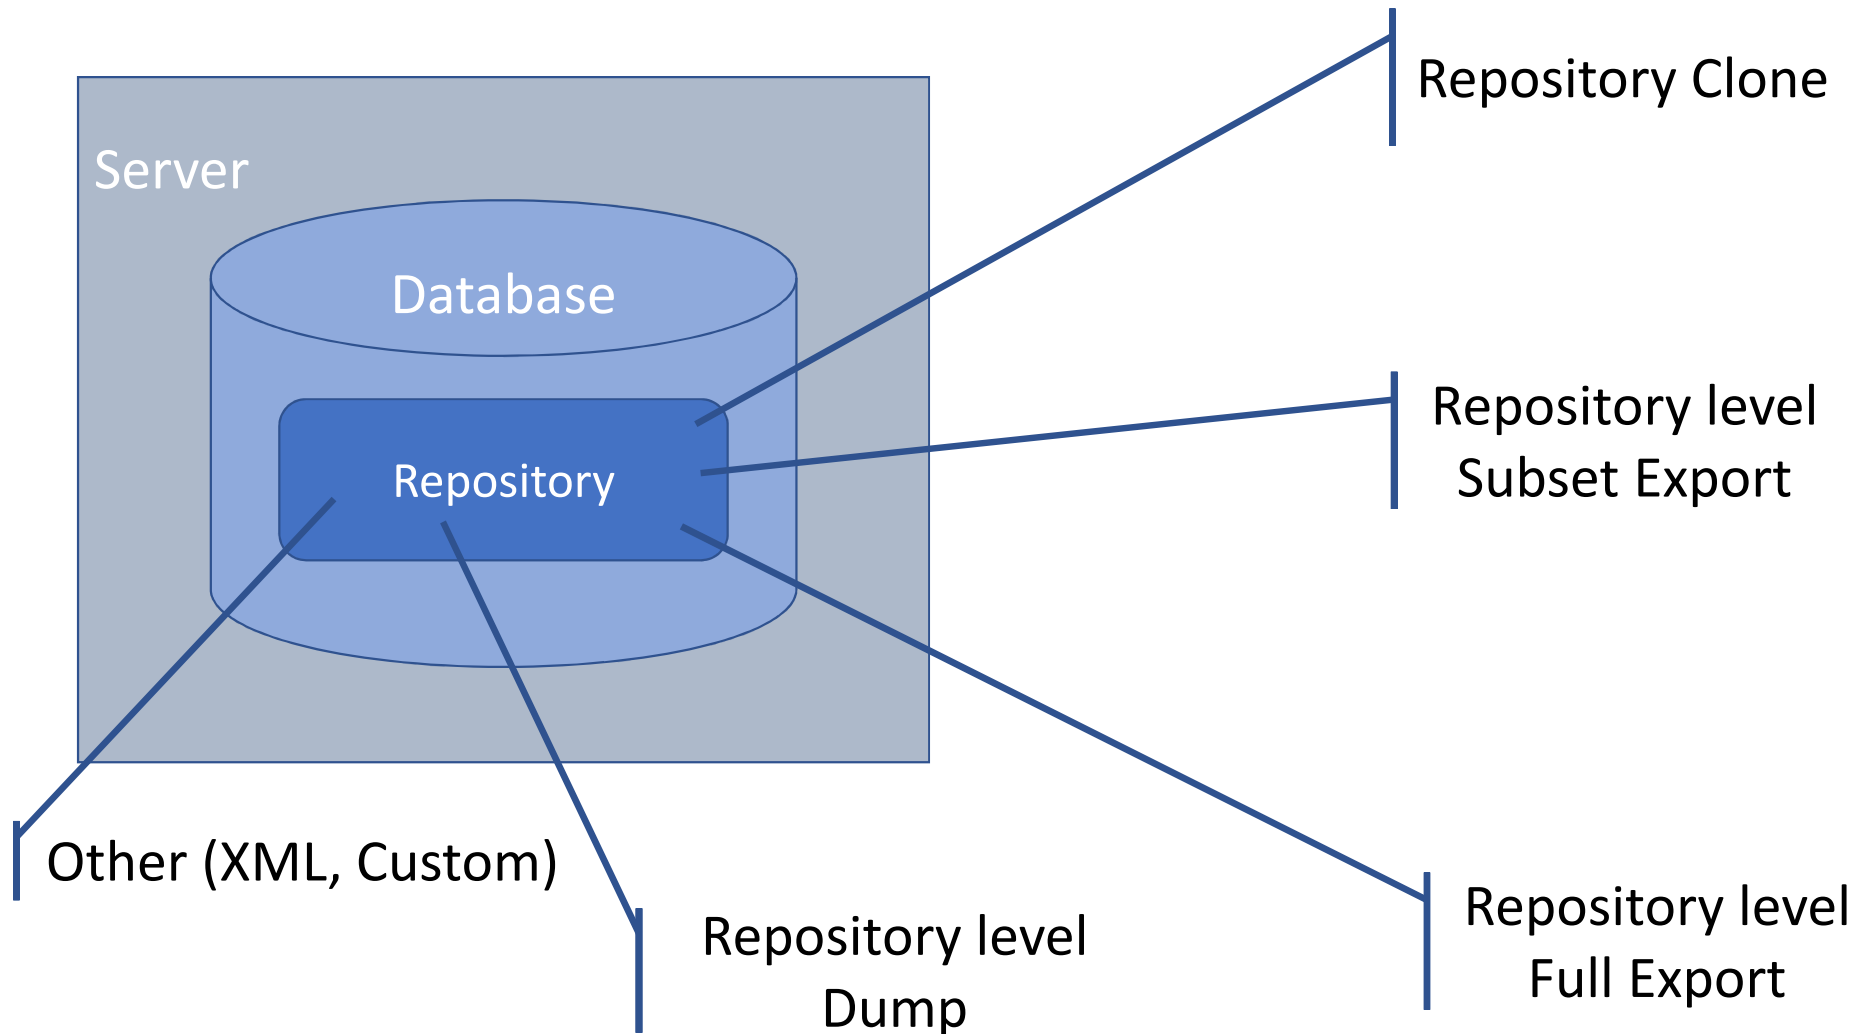 Repository Clone
Server
Database
Repository level
Subset Export
Repository
Other (XML, Custom)
Repository level
Dump
Repository level
Full Export